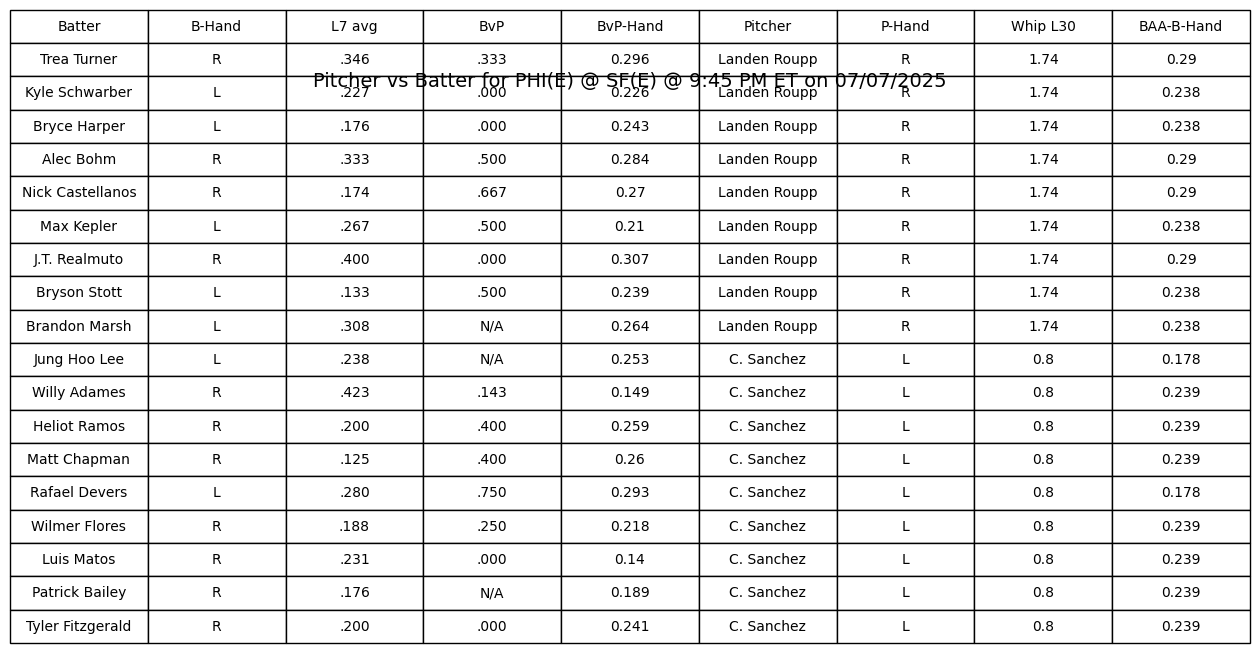 Batter B-Hand L7 avg BvP BvP-Hand Pitcher P-Hand Whip L30 BAA-B-Hand
Trea Turner R .346 .333 0.296 Landen Roupp R 1.74 0.29
Pitcher vs Batter for PHI(E) @ SF(E) @ 9:45 PM ET on 07/07/2025
Kyle Schwarber L .227 .000 0.226 Landen Roupp R 1.74 0.238
Bryce Harper L .176 .000 0.243 Landen Roupp R 1.74 0.238
Alec Bohm R .333 .500 0.284 Landen Roupp R 1.74 0.29
Nick Castellanos R .174 .667 0.27 Landen Roupp R 1.74 0.29
Max Kepler L .267 .500 0.21 Landen Roupp R 1.74 0.238
J.T. Realmuto R .400 .000 0.307 Landen Roupp R 1.74 0.29
Bryson Stott L .133 .500 0.239 Landen Roupp R 1.74 0.238
Brandon Marsh L .308 N/A 0.264 Landen Roupp R 1.74 0.238
Jung Hoo Lee L .238 N/A 0.253 C. Sanchez L 0.8 0.178
Willy Adames R .423 .143 0.149 C. Sanchez L 0.8 0.239
Heliot Ramos R .200 .400 0.259 C. Sanchez L 0.8 0.239
Matt Chapman R .125 .400 0.26 C. Sanchez L 0.8 0.239
Rafael Devers L .280 .750 0.293 C. Sanchez L 0.8 0.178
Wilmer Flores R .188 .250 0.218 C. Sanchez L 0.8 0.239
Luis Matos R .231 .000 0.14 C. Sanchez L 0.8 0.239
Patrick Bailey R .176 N/A 0.189 C. Sanchez L 0.8 0.239
Tyler Fitzgerald R .200 .000 0.241 C. Sanchez L 0.8 0.239